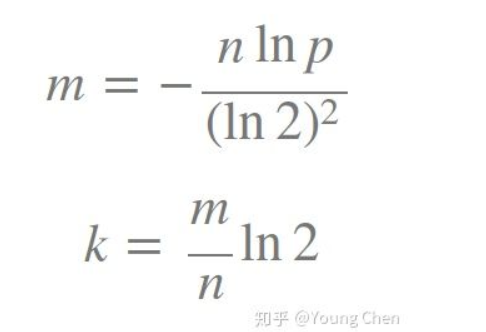 m = − n ln p / (ln 2)²
k = m / n ln 2
知乎 @Young Chen